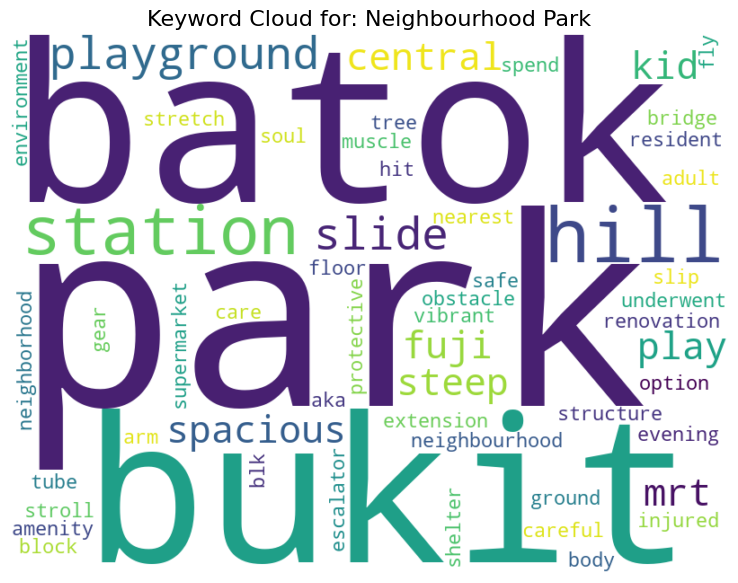 Keyword Cloud for: Neighbourhood Park
environment
playground
central
spend
kid
fly
batok
stretch
soul
tree
muscle
hit
bridge
resident
adult
station
slide
nearest
hill
floor
safe
slip
obstacle
underwent
vibrant
renovation
park
neighborhood
gear
supermarket
care
protective
fuji
play
steep
option
aka
structure
extension
spacious
arm
neighbourhood
evening
bukit
blk
escalator
tube
mrt
ground
shelter
stroll
injured
amenity
careful
block
body